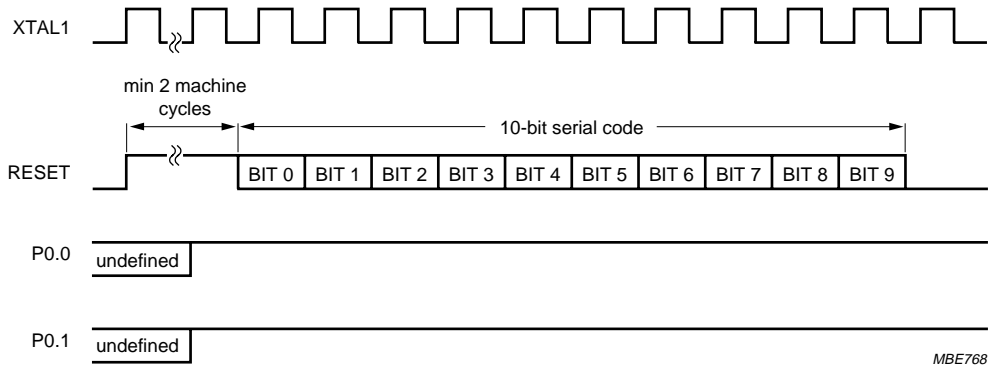 XTAL1
min 2 machine
cycles
10-bit serial code
RESET
BIT 0 BIT 1 BIT 2 BIT 3 BIT 4 BIT 5 BIT 6 BIT 7 BIT 8 BIT 9
P0.0
undefined
P0.1
undefined
MBE768